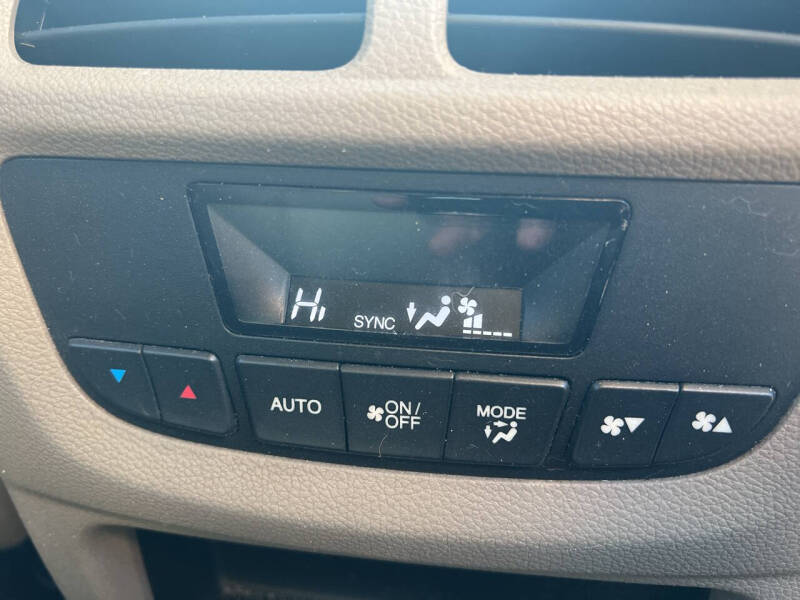 Hi
SYNC
AUTO
ON/
OFF
MODE